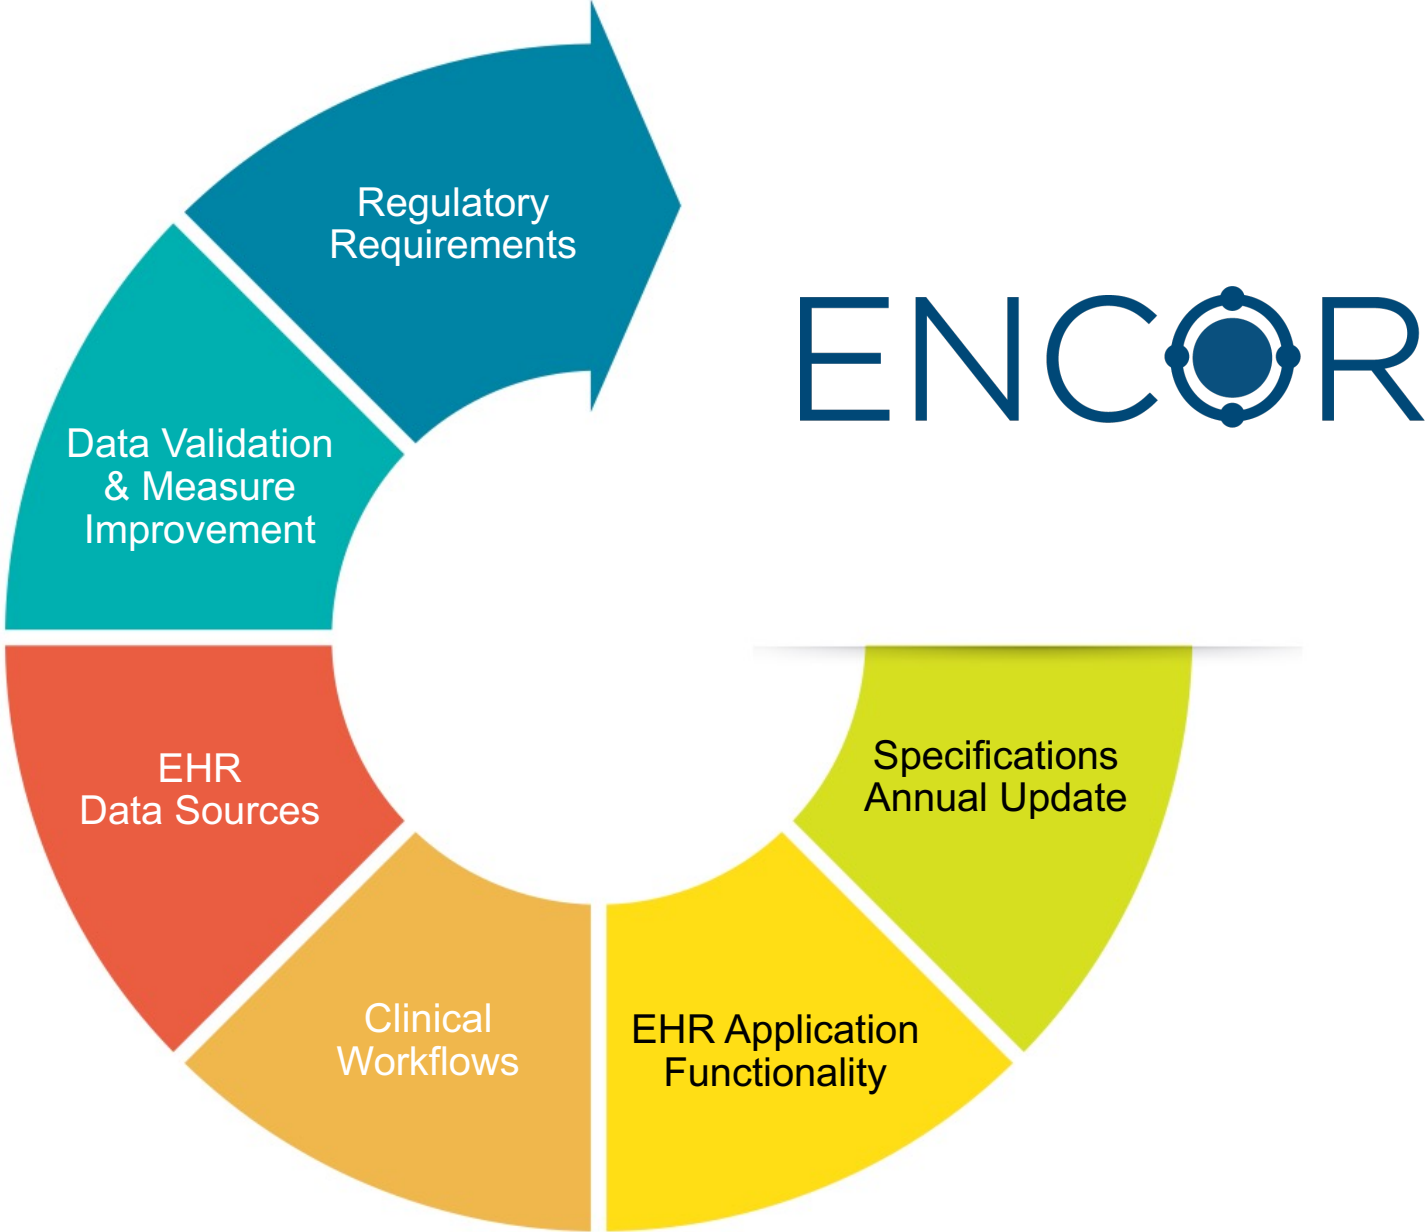 Regulatory
Requirements
ENCOR
Data Validation
& Measure
Improvement
EHR
Data Sources
Specifications
Annual Update
Clinical
Workflows
EHR Application
Functionality